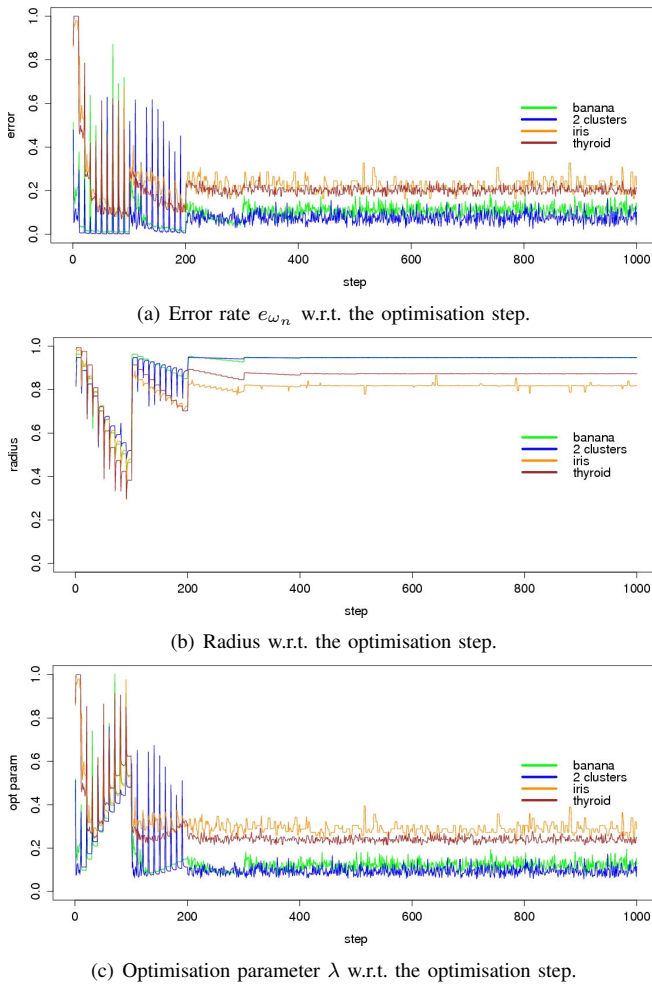 1.0
0.8
0.6
0.4
0.2
0.0
error
banana
2 clusters
iris
thyroid
0 200 400 600 800 1000
step
(a) Error rate e_{ω_n} w.r.t. the optimisation step.
1.0
0.8
0.6
0.4
0.2
0.0
radius
banana
2 clusters
iris
thyroid
0 200 400 600 800 1000
step
(b) Radius w.r.t. the optimisation step.
1.0
0.8
0.6
0.4
0.2
0.0
opt param
banana
2 clusters
iris
thyroid
0 200 400 600 800 1000
step
(c) Optimisation parameter λ w.r.t. the optimisation step.